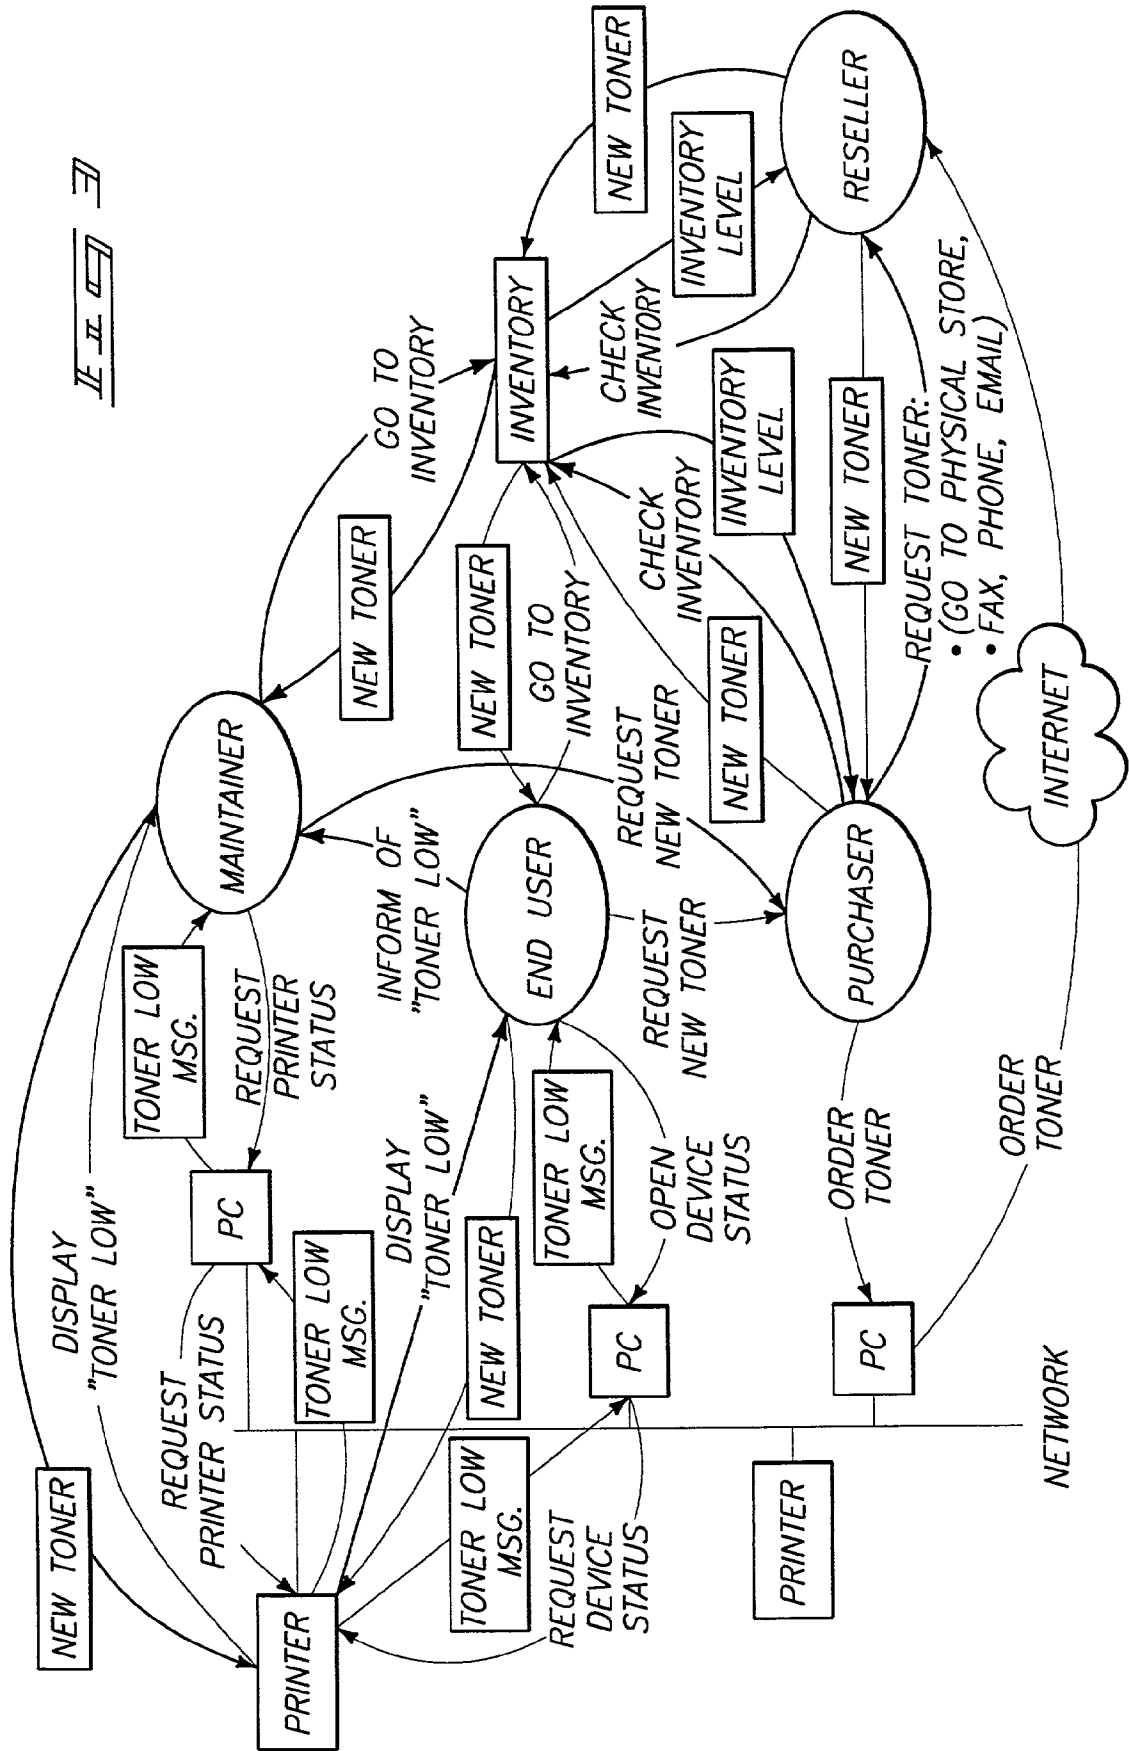 FIG 3
NEW TONER
DISPLAY
"TONER LOW"
TONER LOW
MSG.
MAINTAINER
REQUEST
PRINTER STATUS
PC
REQUEST
PRINTER
STATUS
NEW TONER
GO TO
INVENTORY
PRINTER
TONER LOW
MSG.
DISPLAY
"TONER LOW"
INFORM OF
"TONER LOW"
NEW TONER
TONER LOW
MSG.
REQUEST
DEVICE
STATUS
NEW TONER
END USER
NEW TONER
GO TO
INVENTORY
INVENTORY
TONER LOW
MSG.
PC
OPEN
DEVICE
STATUS
REQUEST
NEW TONER
REQUEST
NEW TONER
CHECK
INVENTORY
CHECK
INVENTORY
NEW TONER
INVENTORY
LEVEL
INVENTORY
LEVEL
NEW TONER
PRINTER
PC
ORDER
TONER
PURCHASER
NEW TONER
RESELLER
REQUEST TONER:
• (GO TO PHYSICAL STORE,
• FAX, PHONE, EMAIL)
NETWORK
ORDER
TONER
INTERNET